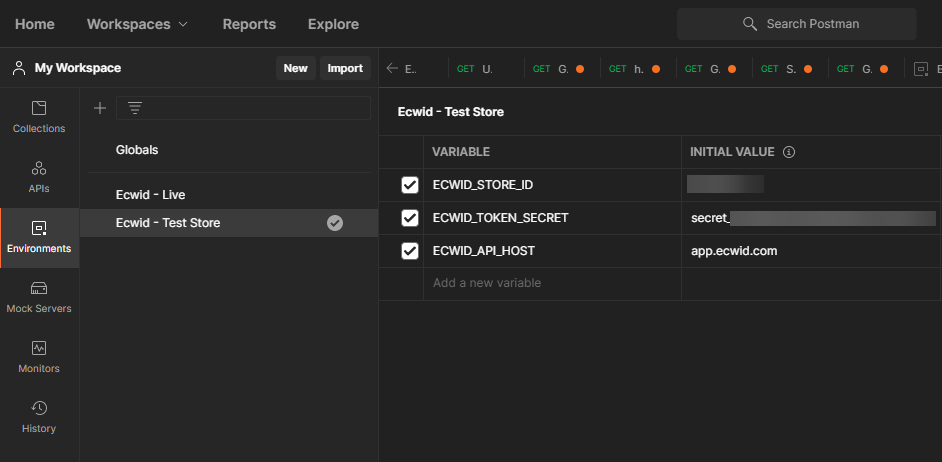 Home Workspaces Reports Explore Search Postman
My Workspace New Import
E.. GET U. GET G. GET h. GET G. GET S. GET G. E
Collections
APIs
Environments
Mock Servers
Monitors
History
Globals
Ecwid - Live
Ecwid - Test Store
Ecwid - Test Store
VARIABLE INITIAL VALUE
ECWID_STORE_ID
ECWID_TOKEN_SECRET secret_
ECWID_API_HOST app.ecwid.com
Add a new variable